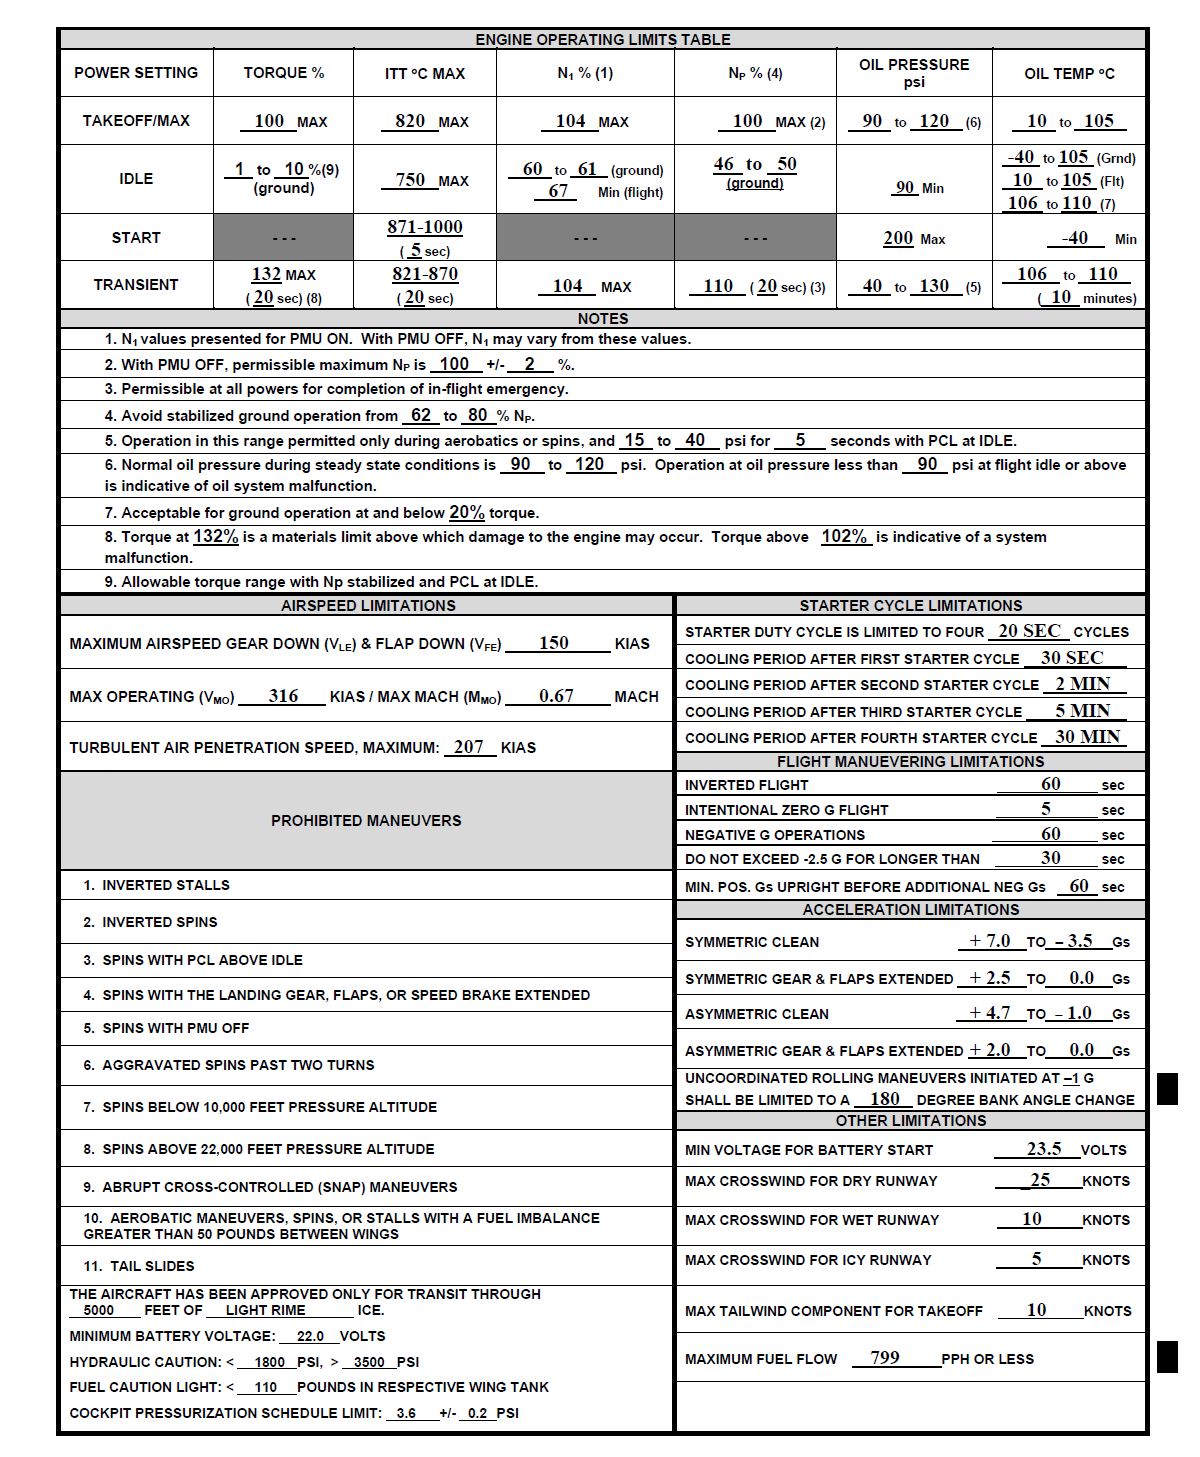 ENGINE OPERATING LIMITS TABLE
POWER SETTING TORQUE % ITT ºC MAX N1 % (1) NP % (4) OIL PRESSURE psi OIL TEMP ºC
TAKEOFF/MAX 100 MAX 820 MAX 104 MAX 100 MAX (2) 90 to 120 (6) 10 to 105
IDLE 1 to 10 %(9) (ground) 750 MAX 60 to 61 (ground) 67 Min (flight) 46 to 50 (ground) 90 Min -40 to 105 (Grnd) 10 to 105 (Flt) 106 to 110 (7)
START - - - 871-1000 ( 5 sec) - - - - - - 200 Max -40 Min
TRANSIENT 132 MAX ( 20 sec) (8) 821-870 ( 20 sec) 104 MAX 110 ( 20 sec) (3) 40 to 130 (5) 106 to 110 ( 10 minutes)
NOTES
1. N1 values presented for PMU ON. With PMU OFF, N1 may vary from these values.
2. With PMU OFF, permissible maximum NP is 100 +/- 2 %.
3. Permissible at all powers for completion of in-flight emergency.
4. Avoid stabilized ground operation from 62 to 80 % NP.
5. Operation in this range permitted only during aerobatics or spins, and 15 to 40 psi for 5 seconds with PCL at IDLE.
6. Normal oil pressure during steady state conditions is 90 to 120 psi. Operation at oil pressure less than 90 psi at flight idle or above
is indicative of oil system malfunction.
7. Acceptable for ground operation at and below 20% torque.
8. Torque at 132% is a materials limit above which damage to the engine may occur. Torque above 102% is indicative of a system
malfunction.
9. Allowable torque range with Np stabilized and PCL at IDLE.
AIRSPEED LIMITATIONS
MAXIMUM AIRSPEED GEAR DOWN (VLE) & FLAP DOWN (VFE) 150 KIAS
MAX OPERATING (VMO) 316 KIAS / MAX MACH (MMO) 0.67 MACH
TURBULENT AIR PENETRATION SPEED, MAXIMUM: 207 KIAS
PROHIBITED MANEUVERS
1. INVERTED STALLS
2. INVERTED SPINS
3. SPINS WITH PCL ABOVE IDLE
4. SPINS WITH THE LANDING GEAR, FLAPS, OR SPEED BRAKE EXTENDED
5. SPINS WITH PMU OFF
6. AGGRAVATED SPINS PAST TWO TURNS
7. SPINS BELOW 10,000 FEET PRESSURE ALTITUDE
8. SPINS ABOVE 22,000 FEET PRESSURE ALTITUDE
9. ABRUPT CROSS-CONTROLLED (SNAP) MANEUVERS
10. AEROBATIC MANEUVERS, SPINS, OR STALLS WITH A FUEL IMBALANCE
GREATER THAN 50 POUNDS BETWEEN WINGS
11. TAIL SLIDES
THE AIRCRAFT HAS BEEN APPROVED ONLY FOR TRANSIT THROUGH
5000 FEET OF LIGHT RIME ICE.
MINIMUM BATTERY VOLTAGE: 22.0 VOLTS
HYDRAULIC CAUTION: < 1800 PSI, > 3500 PSI
FUEL CAUTION LIGHT: < 110 POUNDS IN RESPECTIVE WING TANK
COCKPIT PRESSURIZATION SCHEDULE LIMIT: 3.6 +/- 0.2 PSI
STARTER CYCLE LIMITATIONS
STARTER DUTY CYCLE IS LIMITED TO FOUR 20 SEC CYCLES
COOLING PERIOD AFTER FIRST STARTER CYCLE 30 SEC
COOLING PERIOD AFTER SECOND STARTER CYCLE 2 MIN
COOLING PERIOD AFTER THIRD STARTER CYCLE 5 MIN
COOLING PERIOD AFTER FOURTH STARTER CYCLE 30 MIN
FLIGHT MANUEVERING LIMITATIONS
INVERTED FLIGHT 60 sec
INTENTIONAL ZERO G FLIGHT 5 sec
NEGATIVE G OPERATIONS 60 sec
DO NOT EXCEED -2.5 G FOR LONGER THAN 30 sec
MIN. POS. Gs UPRIGHT BEFORE ADDITIONAL NEG Gs 60 sec
ACCELERATION LIMITATIONS
SYMMETRIC CLEAN + 7.0 TO – 3.5 Gs
SYMMETRIC GEAR & FLAPS EXTENDED + 2.5 TO 0.0 Gs
ASYMMETRIC CLEAN + 4.7 TO – 1.0 Gs
ASYMMETRIC GEAR & FLAPS EXTENDED + 2.0 TO 0.0 Gs
UNCOORDINATED ROLLING MANEUVERS INITIATED AT –1 G
SHALL BE LIMITED TO A 180 DEGREE BANK ANGLE CHANGE
OTHER LIMITATIONS
MIN VOLTAGE FOR BATTERY START 23.5 VOLTS
MAX CROSSWIND FOR DRY RUNWAY 25 KNOTS
MAX CROSSWIND FOR WET RUNWAY 10 KNOTS
MAX CROSSWIND FOR ICY RUNWAY 5 KNOTS
MAX TAILWIND COMPONENT FOR TAKEOFF 10 KNOTS
MAXIMUM FUEL FLOW 799 PPH OR LESS